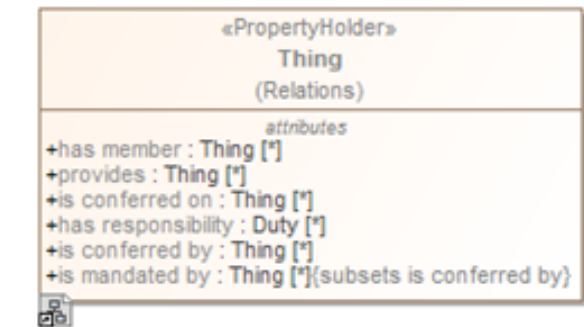 «PropertyHolder»
Thing
(Relations)
attributes
+has member : Thing [*]
+provides : Thing [*]
+is conferred on : Thing [*]
+has responsibility : Duty [*]
+is conferred by : Thing [*]
+is mandated by : Thing [*]{subsets is conferred by}